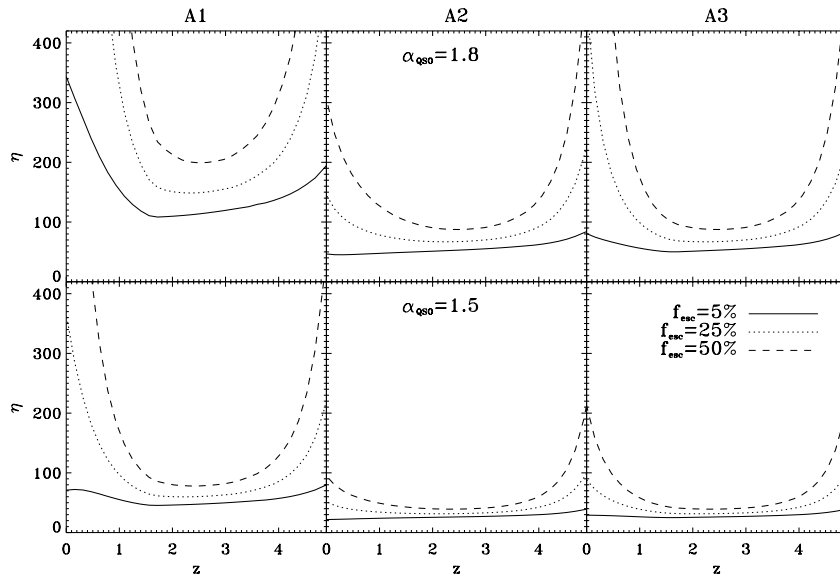 A1 A2 A3
400
300
200
100
0
η
α_QSO=1.8
400
300
200
100
0
η
α_QSO=1.5
f_esc=5%
f_esc=25%
f_esc=50%
0 1 2 3 4 0 1 2 3 4 0 1 2 3 4
z z z